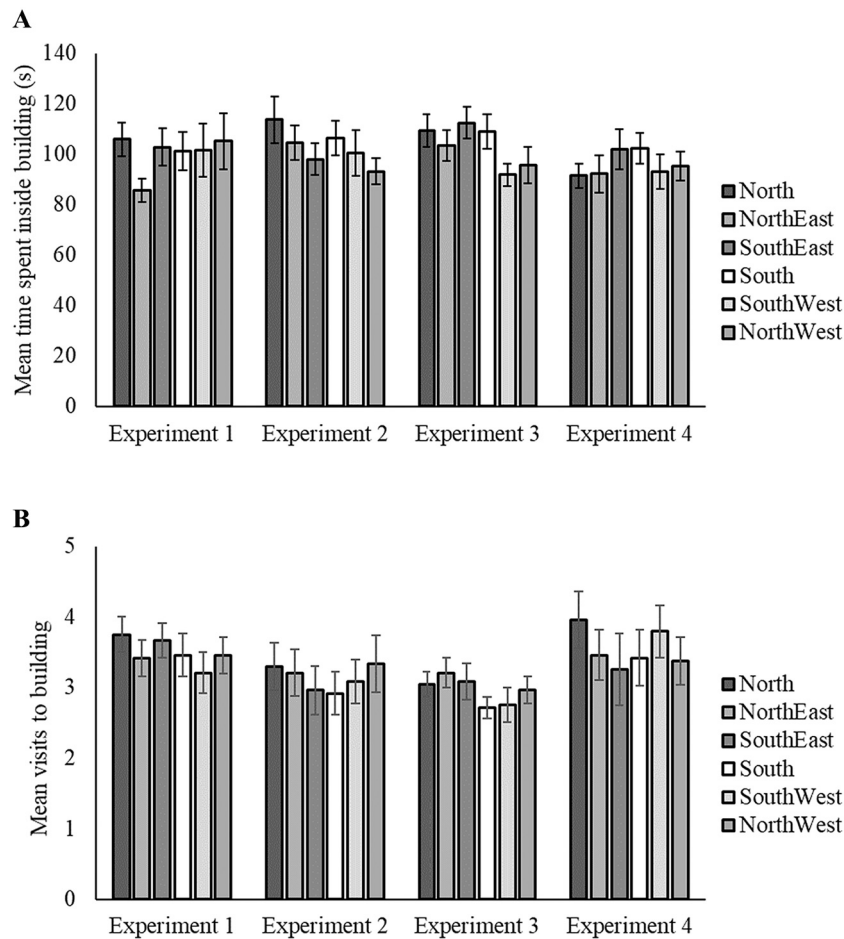 A
Mean time spent inside building (s)
140
120
100
80
60
40
20
0
Experiment 1 Experiment 2 Experiment 3 Experiment 4
North
NorthEast
SouthEast
South
SouthWest
NorthWest
B
Mean visits to building
5
4
3
2
1
0
Experiment 1 Experiment 2 Experiment 3 Experiment 4
North
NorthEast
SouthEast
South
SouthWest
NorthWest